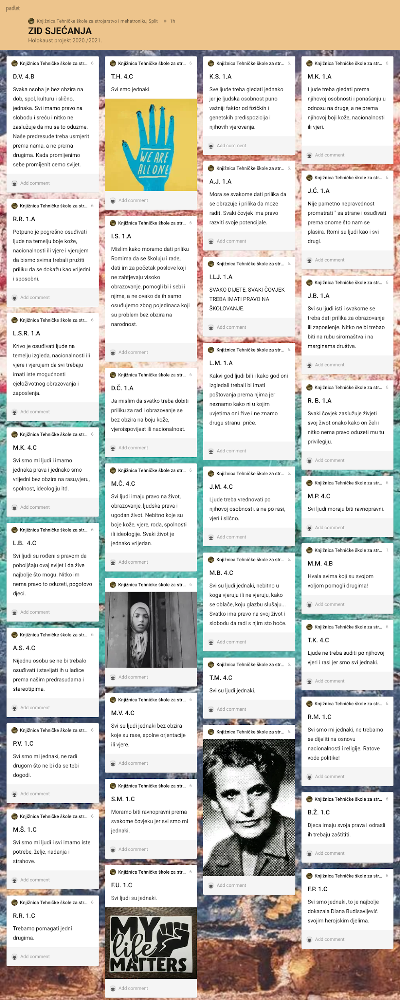 padlet
Knjižnica Tehničke škole za strojarstvo i mehatroniku, Split • 1h
ZID SJEĆANJA
Holokaust projekt 2020./2021.
Knjižnica Tehničke škole za str... 6.
D.V. 4.B
Svaka osoba je bez obzira na
dob, spol, kulturu i slično,
jednaka. Svi imamo pravo na
slobodu i sreću i nitko ne
zaslužuje da mu se to oduzme.
Naše predresude treba usmjerit
prema nama, a ne prema
drugima. Kada promijenimo
sebe promijenit cemo svijet.
Add comment
Knjižnica Tehničke škole za str... 6.
R.R. 1.A
Potpuno je pogrešno osuđivati
ljude na temelju boje kože,
nacionalnosti ili vjere i vjerujem
da bismo svima trebali pružiti
priliku da se dokažu kao vrijedni
i sposobni.
Add comment
Knjižnica Tehničke škole za str... 6.
L.S.R. 1.A
Krivo je osuđivati ljude na
temelju izgleda, nacionalnosti ili
vjere i vjerujem da svi trebaju
imati iste mogućnosti
cjeloživotnog obrazovanja i
zaposlenja.
Add comment
Knjižnica Tehničke škole za str... 6.
M.K. 4.C
Svi smo mi ljudi i imamo
jednaka prava i jednako smo
vrijedni bez obzira na rasu,vjeru,
spolnost, ideologiju itd.
Add comment
Knjižnica Tehničke škole za str... 6.
L.B. 4.C
Svi ljudi su rođeni s pravom da
poboljšaju ovaj svijet i da žive
najbolje što mogu. Nitko im
nema pravo to oduzeti, pogotovo
djeci.
Add comment
Knjižnica Tehničke škole za str... 6.
A.S. 4.C
Nijednu osobu se ne bi trebalo
osuđivati i stavljati ih u ladice
prema našim predrasudama i
stereotipima.
Add comment
Knjižnica Tehničke škole za str... 6.
P.V. 1.C
Svi smo mi jednaki, ne radi
drugom što ne bi da se tebi
dogodi.
Add comment
Knjižnica Tehničke škole za str... 6.
M.Š. 1.C
Svi smo mi ljudi i svi imamo iste
potrebe, želje, nadanja i
strahove.
Add comment
Knjižnica Tehničke škole za str... 6.
R.R. 1.C
Trebamo pomagati jedni
drugima.
Add comment
Knjižnica Tehničke škole za str... 6
T.H. 4.C
Svi smo jednaki.
WE ARE
ALL ONE
Add comment
Knjižnica Tehničke škole za str... 6
I.S. 1.A
Mislim kako moramo dati priliku
Romima da se školuju i rade,
dati im za početak poslove koji
ne zahtjevaju visoko
obrazovanje, pomogli bi i sebi i
njima, a ne ovako da ih samo
osuđujemo zbog pojedinaca koji
su problem bez obzira na
narodnost.
Add comment
Knjižnica Tehničke škole za str... 6
D.Č. 1.A
Ja mislim da svatko treba dobiti
priliku za rad i obrazovanje se
bez obzira na boju kože,
vjeroispovijest ili nacionalnost.
Add comment
Knjižnica Tehničke škole za str... 6
M.Č. 4.C
Svi ljudi imaju pravo na život,
obrazovanje, ljudska prava i
ugodan život. Nebitno koje su
boje kože, vjere, roda, spolnosti
ili ideologije. Svaki život je
jednako vrijedan.
Add comment
Knjižnica Tehničke škole za str... 6
Add comment
Knjižnica Tehničke škole za str... 6
M.V. 4.C
Svi su ljudi jednaki bez obzira
koje su rase, spolne orjentacije
ili vjere.
Add comment
Knjižnica Tehničke škole za str... 6
S.M. 1.C
Moramo biti ravnopravni prema
svakome čovjeku jer svi smo mi
jednaki.
Add comment
Knjižnica Tehničke škole za str... 6
F.U. 1.C
Svi ljudi su jednaki.
MY
life
MATTERS
Add comment
Knjižnica Tehničke škole za str... 6.
K.S. 1.A
Sve ljude treba gledati jednako
jer je ljudska osobnost puno
važniji faktor od fizičkih i
genetskih predispozicija i
njihovih vjerovanja.
Add comment
Knjižnica Tehničke škole za str... 6.
A.J. 1.A
Mora se svakome dati prilika da
se obrazuje i prilika da moze
radit. Svaki čovjek ima pravo
razviti svoje potencijale.
Add comment
Knjižnica Tehničke škole za str... 6.
I.LJ. 1.A
SVAKO DIJETE, SVAKI ČOVJEK
TREBA IMATI PRAVO NA
ŠKOLOVANJE.
Add comment
Knjižnica Tehničke škole za str... 6.
L.M. 1.A
Kakvi god ljudi bili i kako god oni
izgledali trebali bi imati
poštovanja prema njima jer
neznamo kako ni u kojim
uvjetima oni žive i ne znamo
drugu stranu priče.
Add comment
Knjižnica Tehničke škole za str... 6.
J.M. 4.C
Ljude treba vrednovati po
njihovoj osobnosti, a ne po rasi,
vjeri i slično.
Add comment
Knjižnica Tehničke škole za str... 6.
M.B. 4.C
Svi su ljudi jednaki, nebitno u
koga vjeruju ili ne vjeruju, kako
se oblače, koju glazbu slušaju...
Svatko ima pravo na svoj život i
slobodu da radi s njim sto hoće.
Add comment
Knjižnica Tehničke škole za str... 6.
T.M. 4.C
Svi su ljudi jednaki.
Add comment
Knjižnica Tehničke škole za str... 6.
Add comment
Knjižnica Tehničke škole za str... 6
M.K. 1.A
Ljude treba gledati prema
njihovoj osobnosti i ponašanju u
odnosu na druge, a ne prema
njihovoj boji kože, nacionalnosti
ili vjeri.
Add comment
Knjižnica Tehničke škole za str... 6
J.Ć. 1.A
Nije pametno nepravednost
promatrati " sa strane i osuđivati
prema onome što nam se
plasira. Romi su ljudi kao i svi
drugi.
Add comment
Knjižnica Tehničke škole za str... 6
J.B. 1.A
Svi su ljudi isti i svakome se
treba dati prilika za obrazovanje
ili zaposlenje. Nitko ne bi trebao
biti na rubu siromaštva i na
marginama društva.
Add comment
Knjižnica Tehničke škole za str... 6
R. B. 1.A
Svaki čovjek zaslužuje živjeti
svoj život onako kako on želi i
nitko nema pravo oduzeti mu tu
privilegiju.
Add comment
Knjižnica Tehničke škole za str... 6
M.P. 4.C
Svi ljudi moraju biti ravnopravni.
Add comment
Knjižnica Tehničke škole za str... 1
M.M. 4.B
Hvala svima koji su svojom
voljom pomogli drugima!
Add comment
Knjižnica Tehničke škole za str... 6
T.K. 4.C
Ljude ne treba suditi po njihovoj
vjeri i rasi jer smo svi jednaki.
Add comment
Knjižnica Tehničke škole za str... 6
R.M. 1.C
Svi smo mi jednaki, ne trebamo
se dijeliti na osnovu
nacionalnosti i religije. Ratove
vode politike!
Add comment
Knjižnica Tehničke škole za str... 6
B.Ž. 1.C
Djeca imaju svoja prava i odrasli
ih trebaju zaštititi.
Add comment
Knjižnica Tehničke škole za str... 6
F.P. 1.C
Svi smo jednaki, to je najbolje
dokazala Diana Budisavljević
svojim herojskim djelima.
Add comment